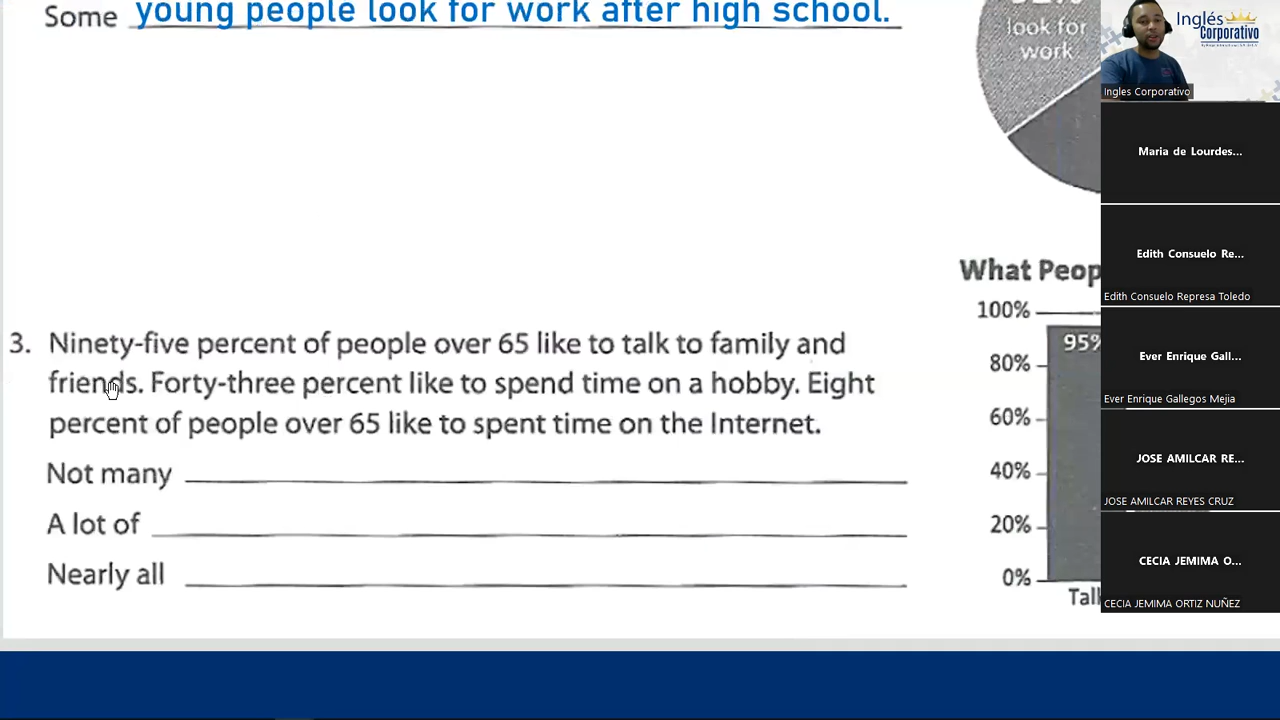 Some young people look for work after high school.
look for
work
Inglés
Corporativo
Ingles Corporativo
Maria de Lourdes...
Edith Consuelo Re...
Edith Consuelo Represa Toledo
Ever Enrique Gall...
Ever Enrique Gallegos Mejia
JOSE AMILCAR RE...
JOSE AMILCAR REYES CRUZ
CECIA JEMIMA O...
CECIA JEMIMA ORTIZ NUÑEZ
3. Ninety-five percent of people over 65 like to talk to family and
friends. Forty-three percent like to spend time on a hobby. Eight
percent of people over 65 like to spent time on the Internet.
Not many
A lot of
Nearly all
What Peop
100%
95%
80%
60%
40%
20%
0%
Tal